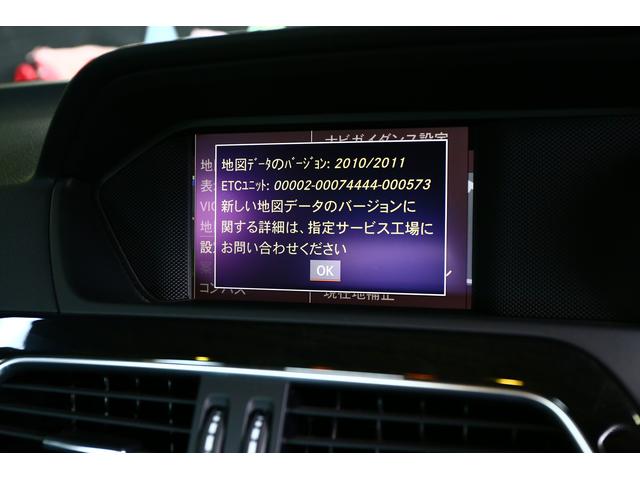 ナビガイダンス設定
地図データのバージョン: 2010/2011
ETCユニット: 00002-00074444-000573
新しい地図データのバージョンに
関する詳細は、指定サービス工場に
お問い合わせください
OK
コンパス
現在地補正